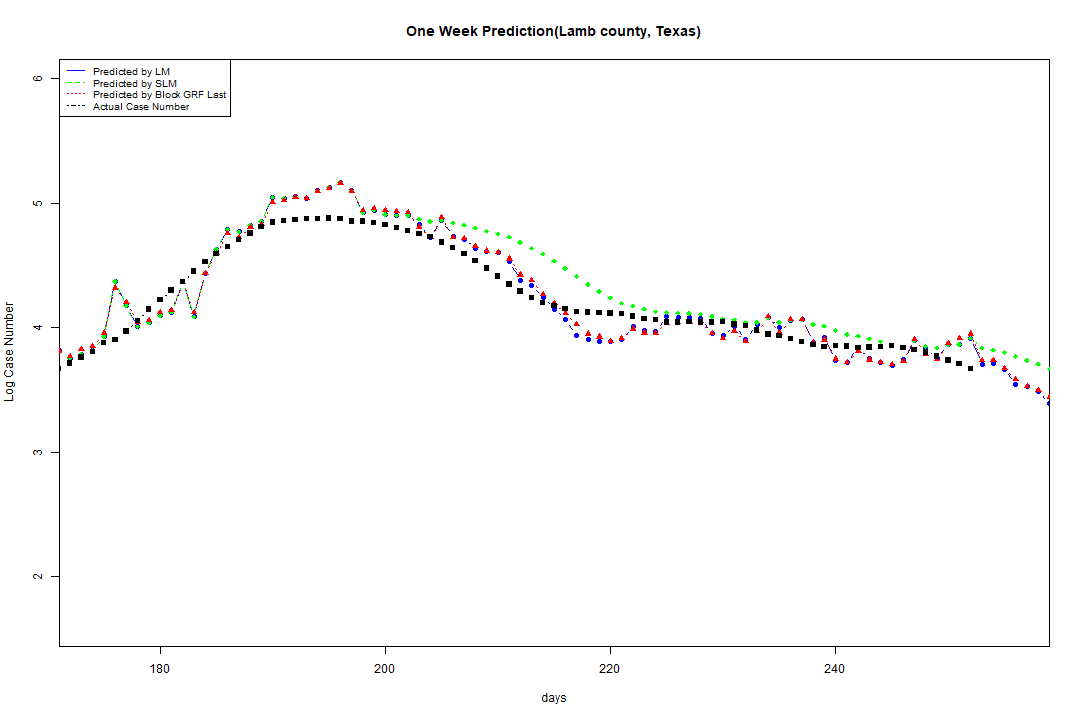 One Week Prediction(Lamb county, Texas)
Predicted by LM
Predicted by SLM
Predicted by Block GRF Last
Actual Case Number
6
5
4
3
2
Log Case Number
180
200
220
240
days